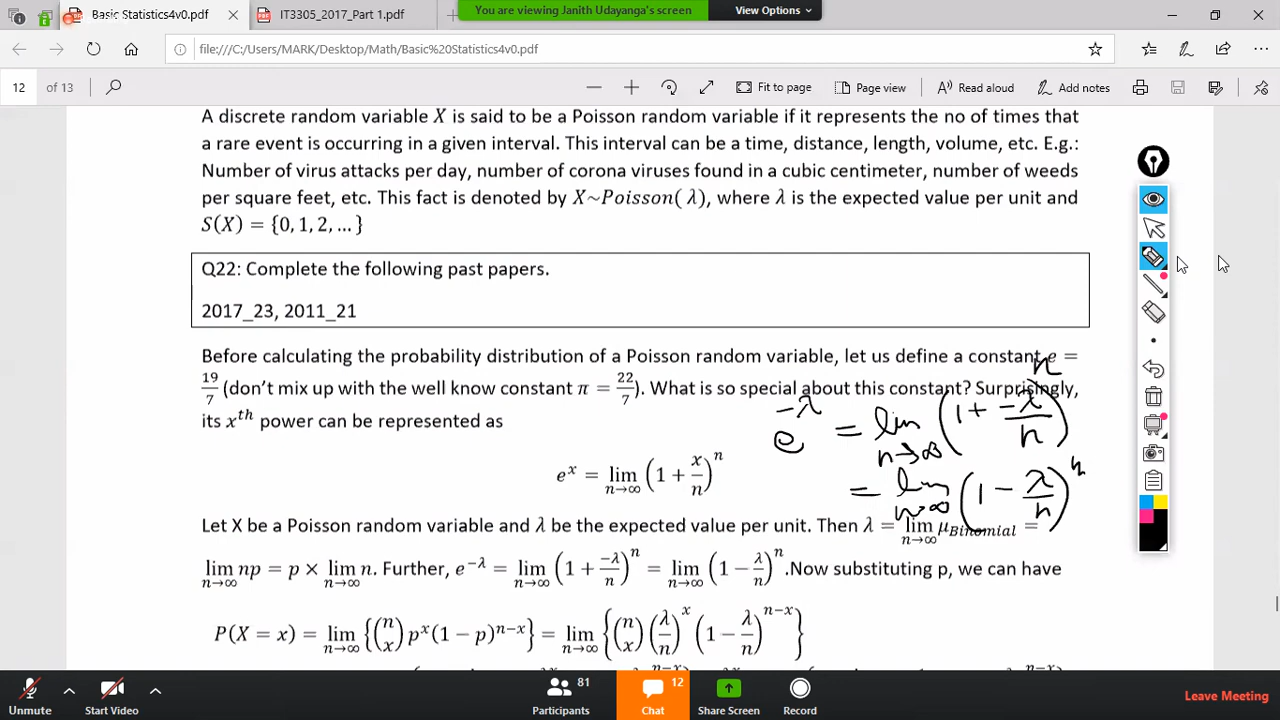 Basic Statistics4v0.pdf
IT3305_2017_Part 1.pdf
You are viewing Janith Udayanga's screen
View Options
file:///C:/Users/MARK/Desktop/Math/Basic%20Statistics4v0.pdf
12 of 13
Fit to page
Page view
Read aloud
Add notes
A discrete random variable X is said to be a Poisson random variable if it represents the no of times that
a rare event is occurring in a given interval. This interval can be a time, distance, length, volume, etc. E.g.:
Number of virus attacks per day, number of corona viruses found in a cubic centimeter, number of weeds
per square feet, etc. This fact is denoted by X~Poisson( λ), where λ is the expected value per unit and
S(X) = {0, 1, 2, … }
Q22: Complete the following past papers.
2017_23, 2011_21
Before calculating the probability distribution of a Poisson random variable, let us define a constant e =
19/7 (don't mix up with the well know constant π = 22/7). What is so special about this constant? Surprisingly,
its x^th power can be represented as
e^-λ = lim n→∞ (1 + -λ/n)^n
e^x = lim n→∞ (1 + x/n)^n
= lim n→∞ (1 - λ/n)^n
Let X be a Poisson random variable and λ be the expected value per unit. Then λ = lim n→∞ μ_Binomial =
lim n→∞ np = p × lim n→∞ n. Further, e^−λ = lim n→∞ (1 + −λ/n)^n = lim n→∞ (1 − λ/n)^n .Now substituting p, we can have
P(X = x) = lim n→∞ {(n x) p^x (1 − p)^n−x} = lim n→∞ {(n x) (λ/n)^x (1 − λ/n)^n−x}
Unmute
Start Video
81
Participants
12
Chat
Share Screen
Record
Leave Meeting